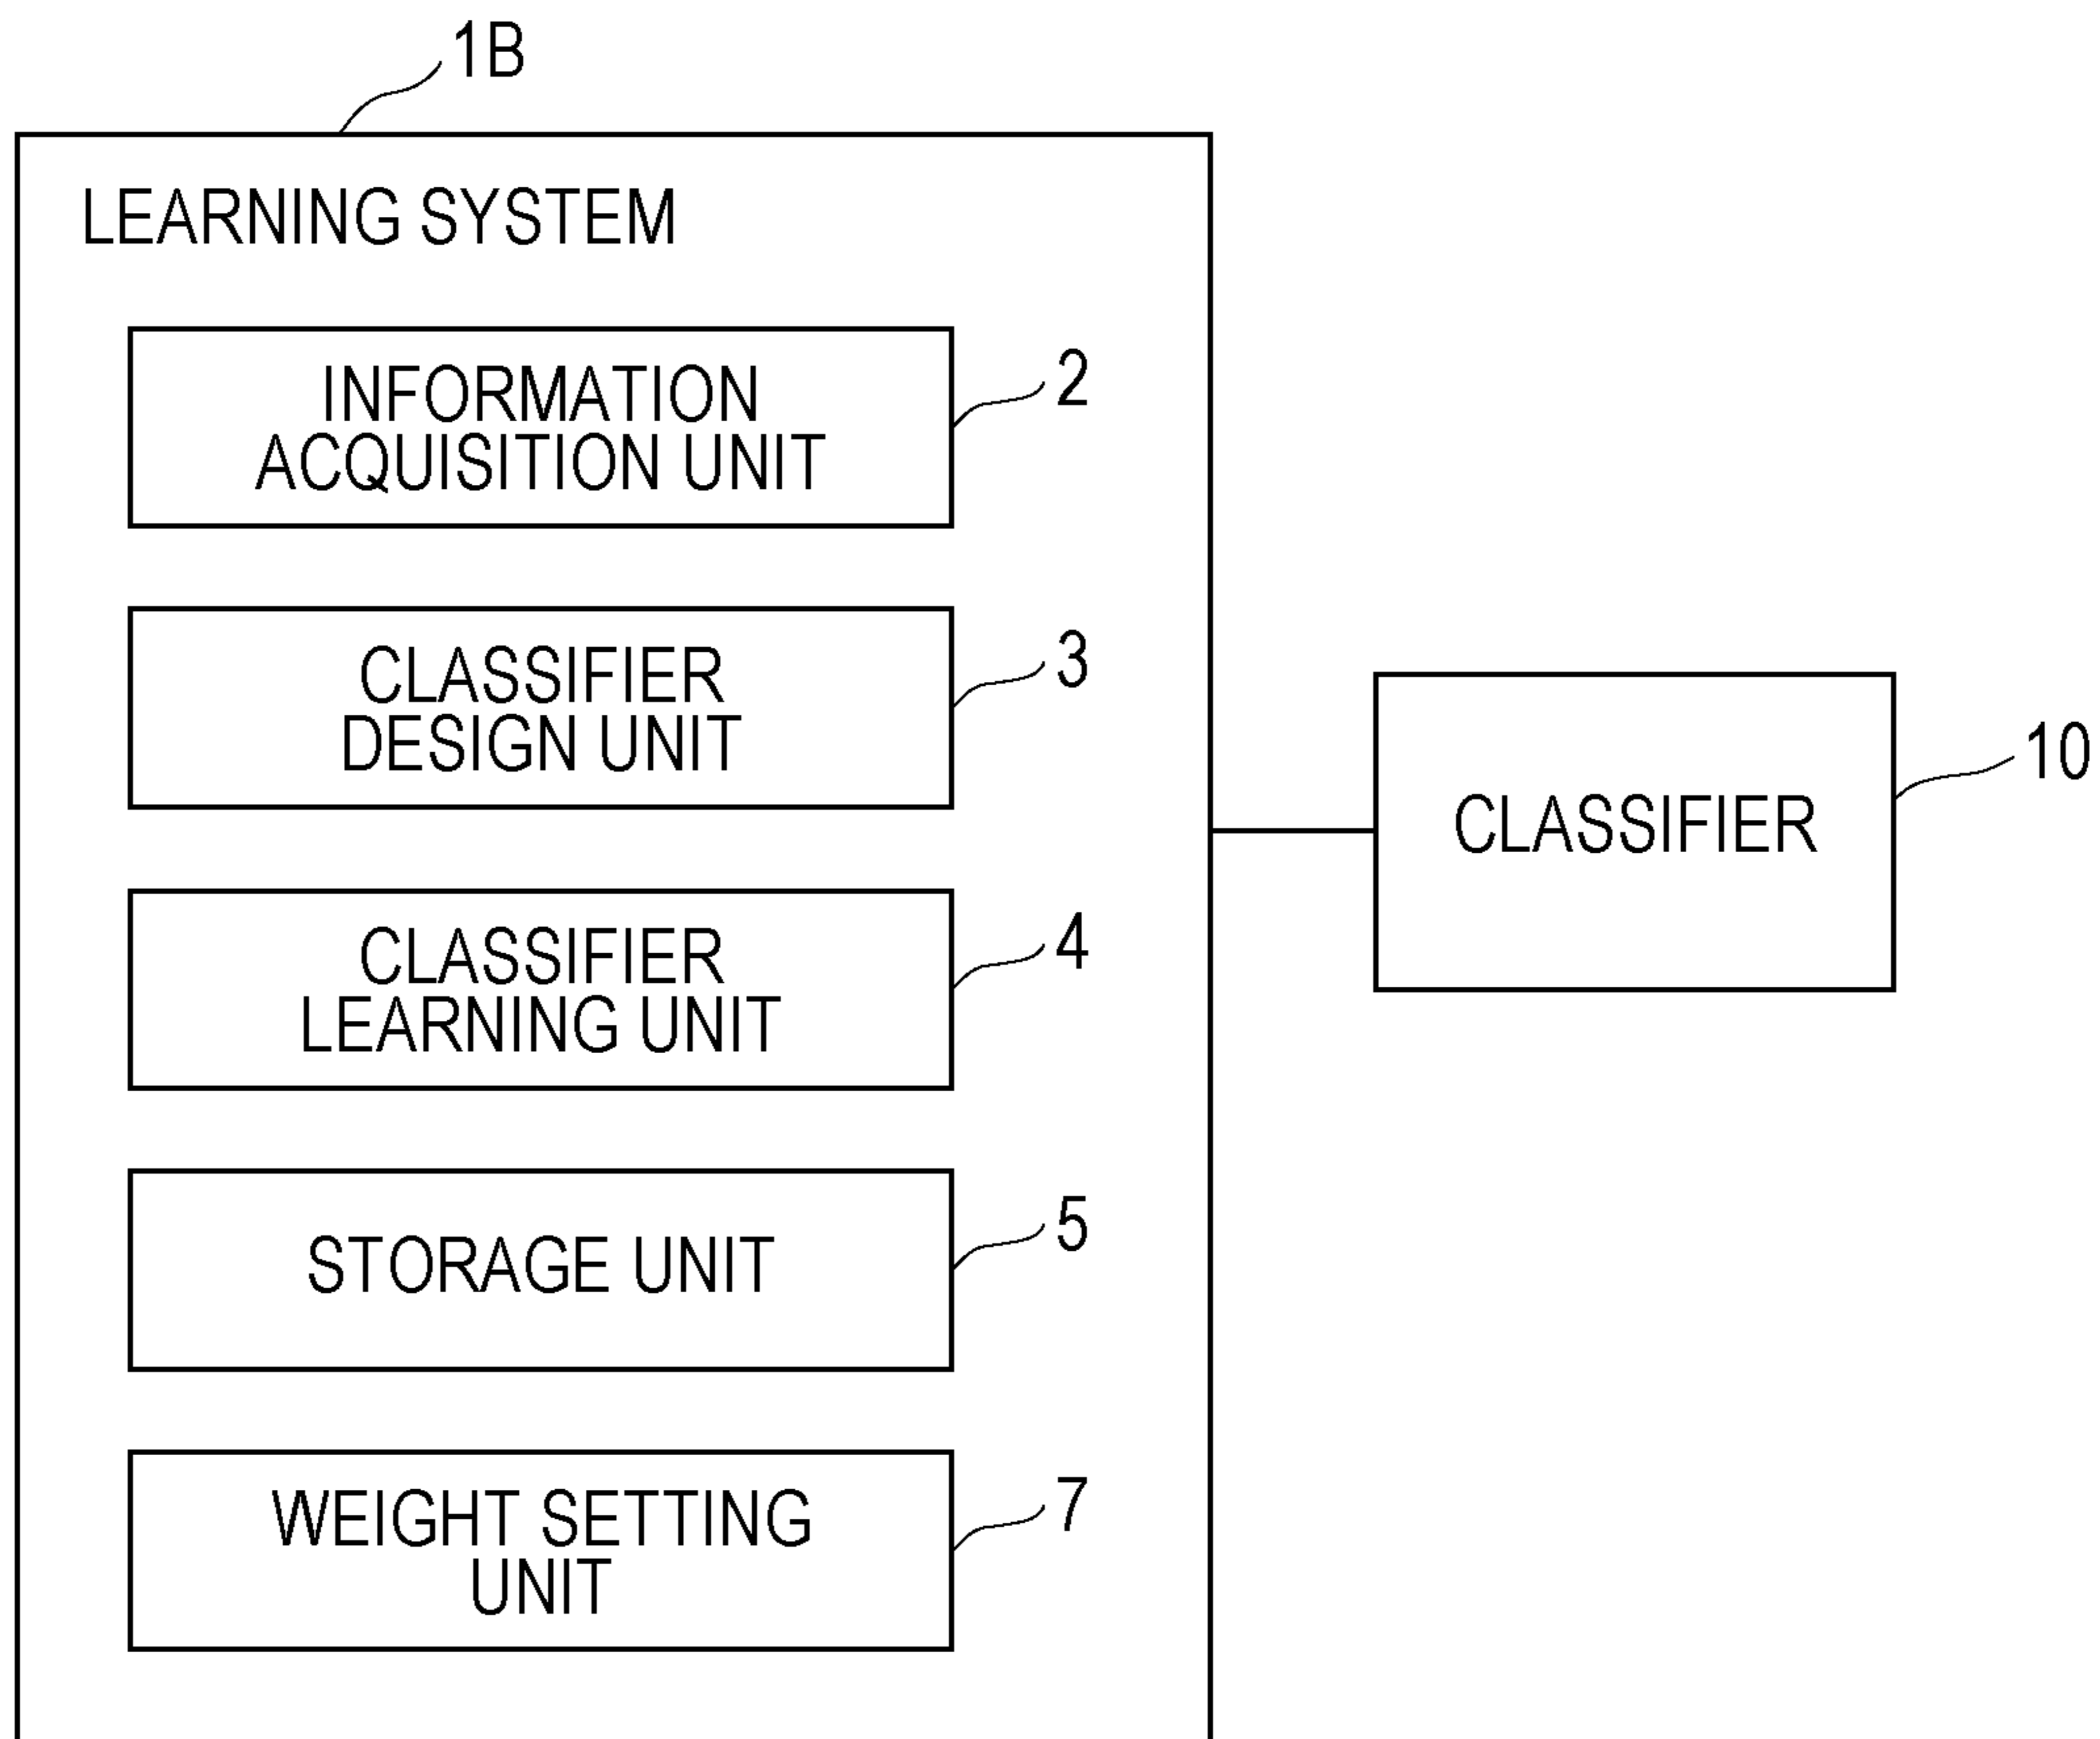 1B
LEARNING SYSTEM
INFORMATION
ACQUISITION UNIT
2
CLASSIFIER
DESIGN UNIT
3
CLASSIFIER
LEARNING UNIT
4
STORAGE UNIT
5
WEIGHT SETTING
UNIT
7
CLASSIFIER
10